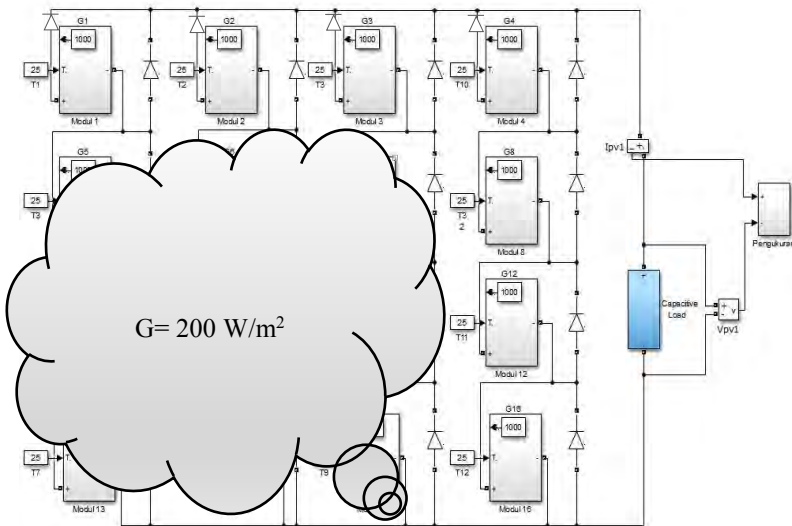 G1 G2 G3 G4
1000 1000 1000 1000
25 T. - 25 T. - 25 T. - 25 T. -
T1 T2 T3 T10
+ + + +
Modul 1 Modul 2 Modul 3 Modul 4
Ipv1
- +
G5 G8
1000
25 25 T. -
T3 T3
2
+
Modul 8
+
-
Pengukuran
G12
1000
G= 200 W/m²
25 T. -
T11
+
Modul 12
+
Capacitive
Load
+
- v
Vpv1
G16
1000
25 T. 25 T. -
T7 T9 T12
+ +
Modul 13 Modul 16